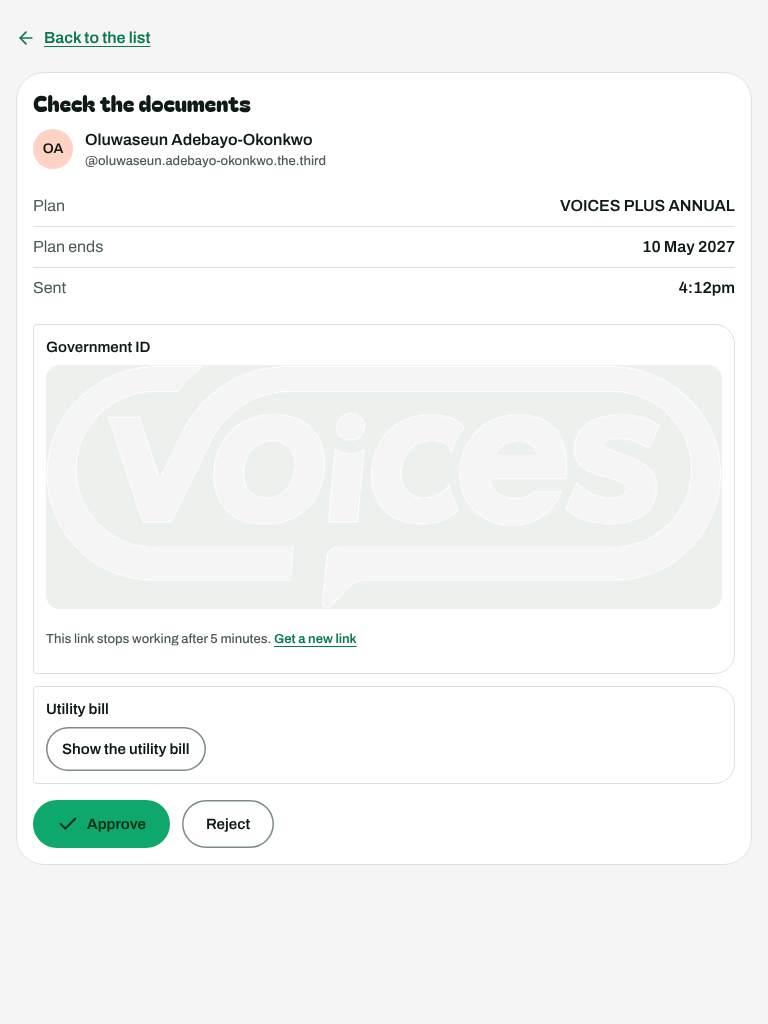 Back to the list
Check the documents
OA
Oluwaseun Adebayo-Okonkwo
@oluwaseun.adebayo-okonkwo.the.third
Plan
VOICES PLUS ANNUAL
Plan ends
10 May 2027
Sent
4:12pm
Government ID
voices
This link stops working after 5 minutes. Get a new link
Utility bill
Show the utility bill
Approve
Reject